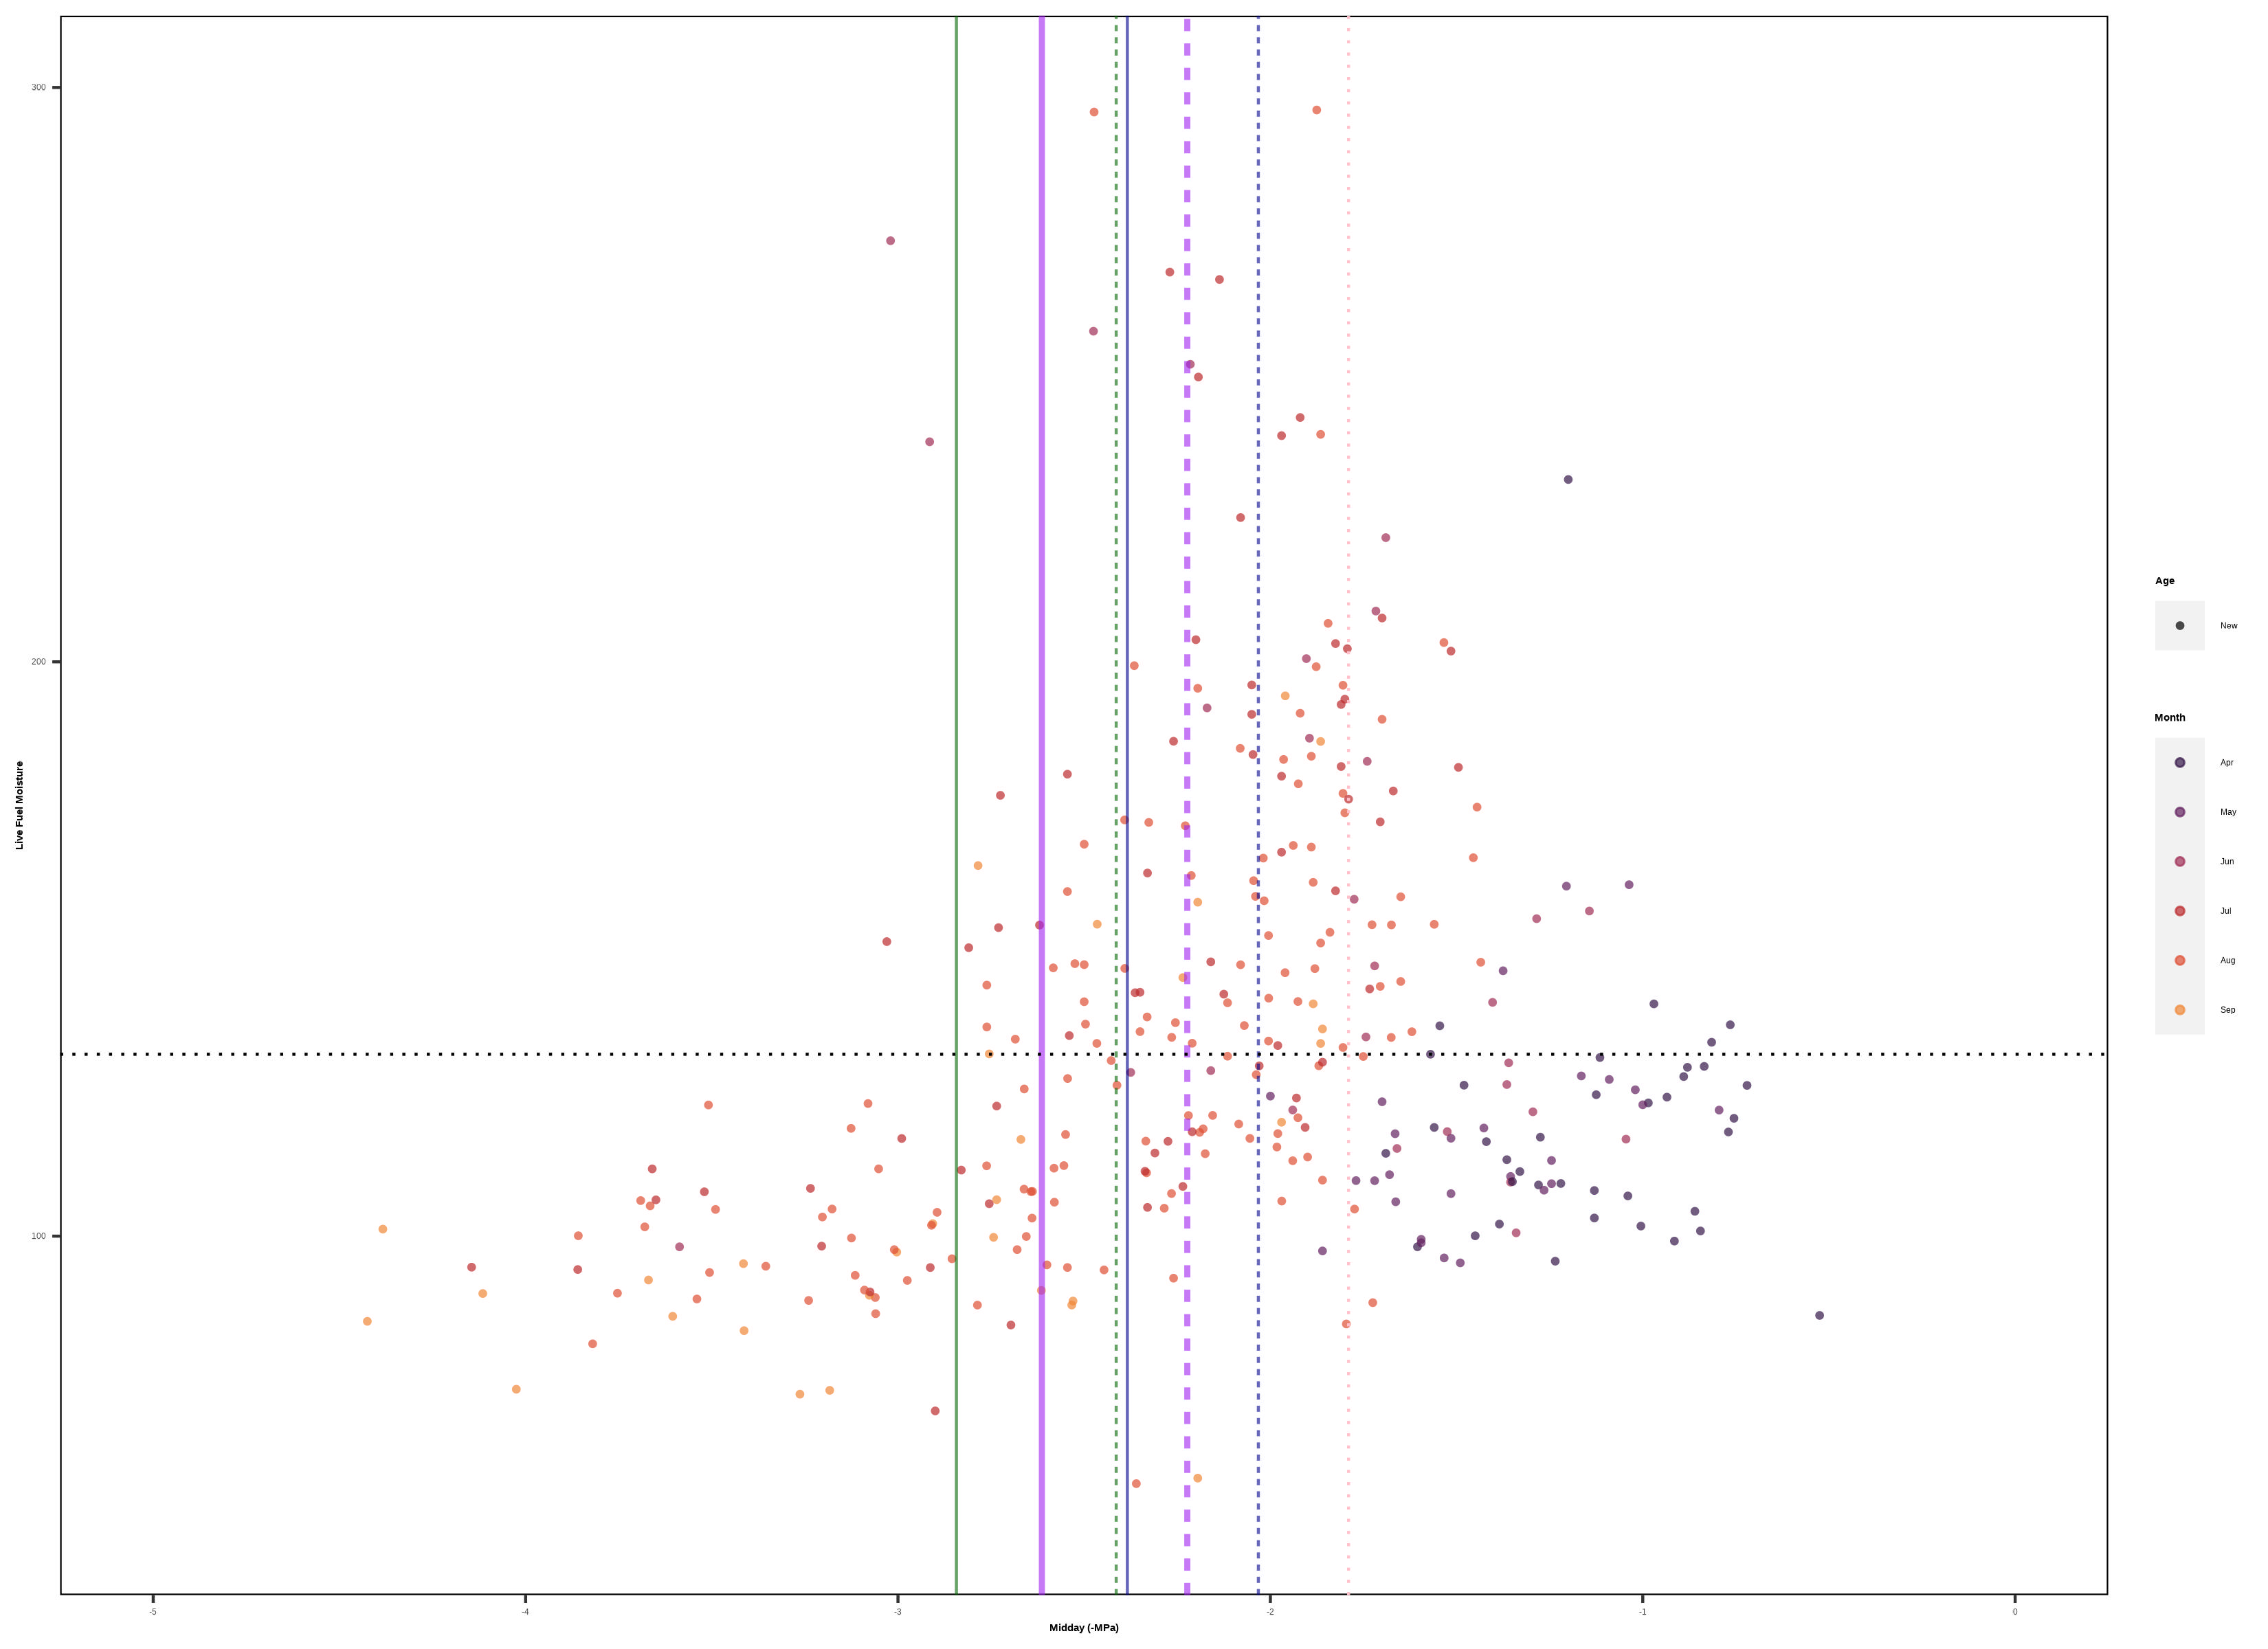 300
200
100
Live Fuel Moisture
-5
-4
-3
-2
-1
0
Midday (-MPa)
Age
New
Month
Apr
May
Jun
Jul
Aug
Sep